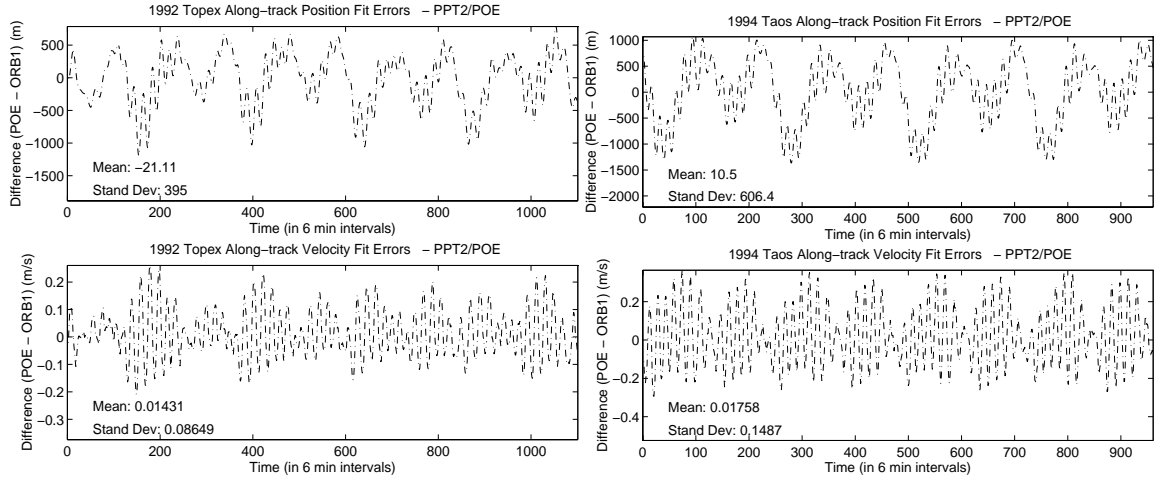 1992 Topex Along−track Position Fit Errors − PPT2/POE
Difference (POE − ORB1) (m)
500
0
−500
−1000
−1500
Mean: −21.11
Stand Dev: 395
0 200 400 600 800 1000
Time (in 6 min intervals)
1994 Taos Along−track Position Fit Errors − PPT2/POE
Difference (POE − ORB1) (m)
1000
500
0
−500
−1000
−1500
−2000
Mean: 10.5
Stand Dev: 606.4
0 100 200 300 400 500 600 700 800 900
Time (in 6 min intervals)
1992 Topex Along−track Velocity Fit Errors − PPT2/POE
Difference (POE − ORB1) (m/s)
0.2
0.1
0
−0.1
−0.2
−0.3
Mean: 0.01431
Stand Dev: 0.08649
0 200 400 600 800 1000
Time (in 6 min intervals)
1994 Taos Along−track Velocity Fit Errors − PPT2/POE
Difference (POE − ORB1) (m/s)
0.2
0
−0.2
−0.4
Mean: 0.01758
Stand Dev: 0.1487
0 100 200 300 400 500 600 700 800 900
Time (in 6 min intervals)